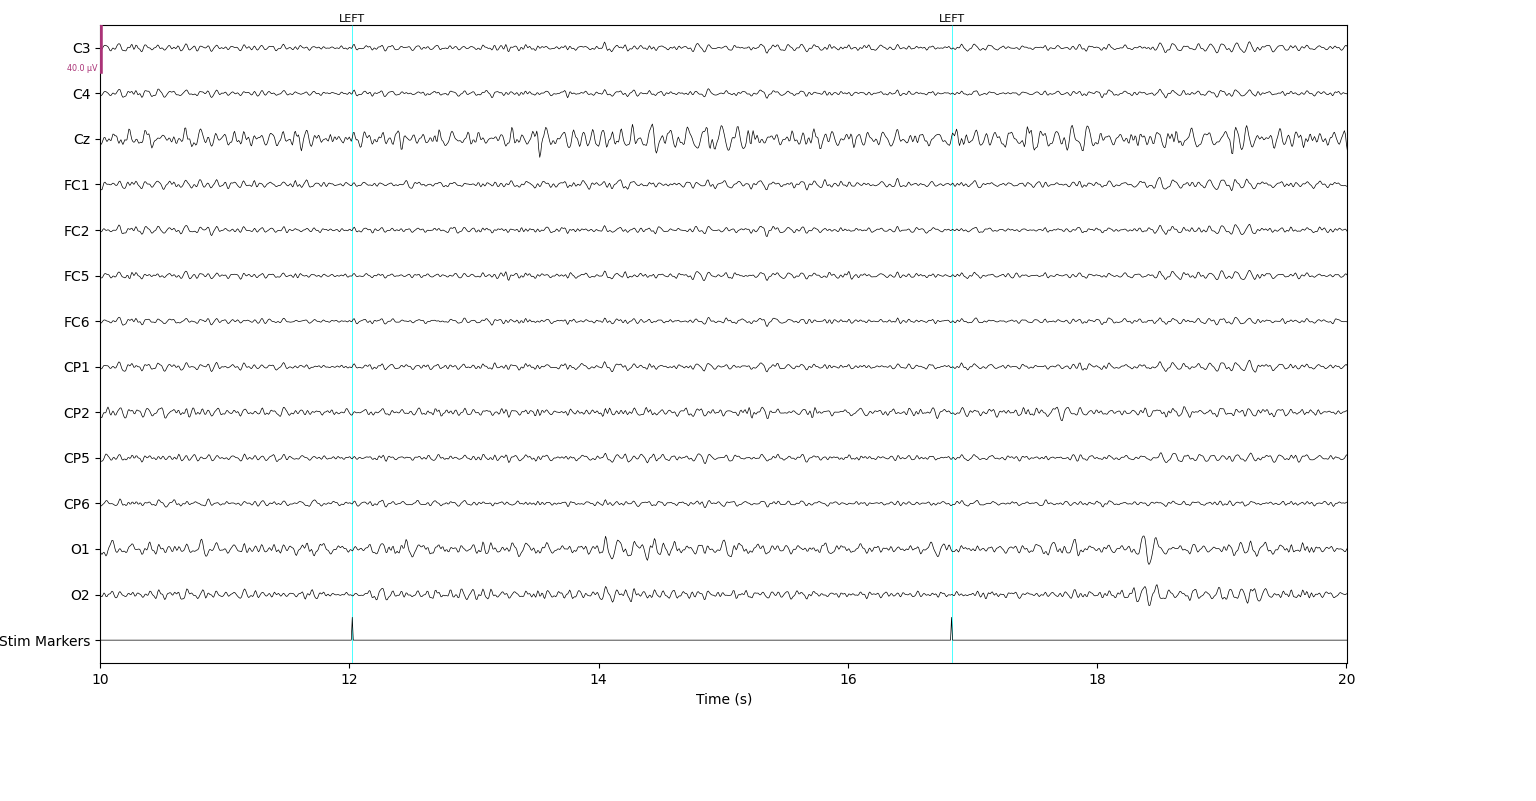 LEFT LEFT
C3
40.0 µV
C4
Cz
FC1
FC2
FC5
FC6
CP1
CP2
CP5
CP6
O1
O2
Stim Markers
10 12 14 16 18 20
Time (s)